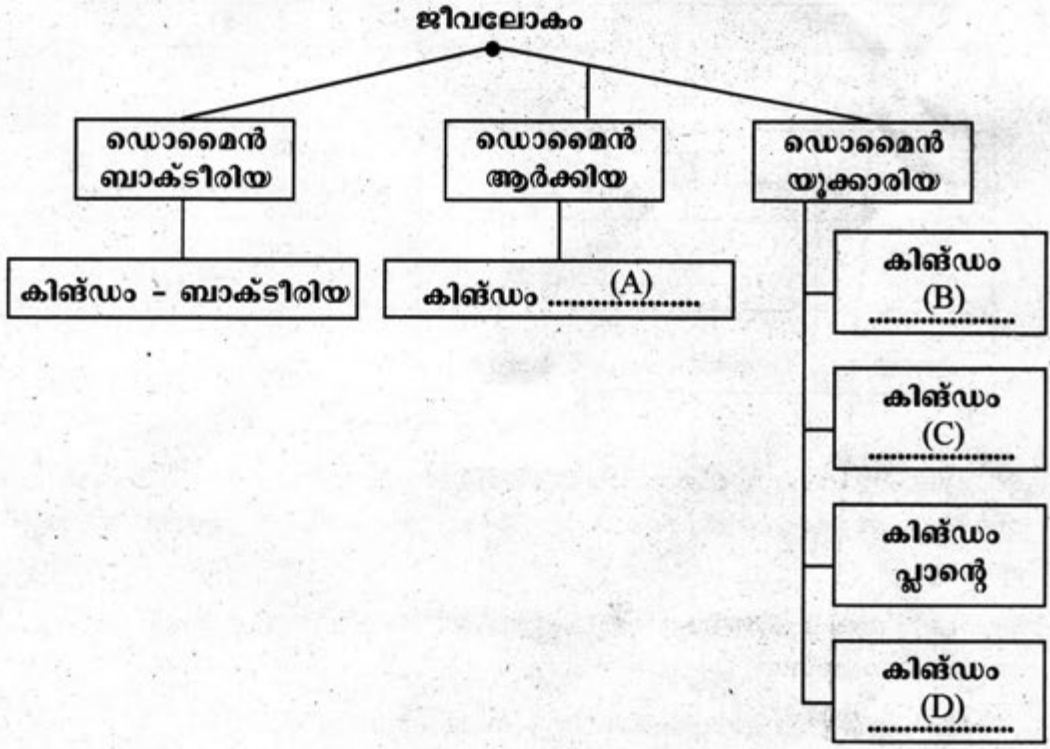 ജീവലോകം
ഡൊമൈൻ
ബാക്ടീരിയ
ഡൊമൈൻ
ആർക്കിയ
ഡൊമൈൻ
യൂക്കാരിയ
കിങ്ഡം - ബാക്ടീരിയ
കിങ്ഡം ......(A)......
കിങ്ഡം
(B)
....................
കിങ്ഡം
(C)
....................
കിങ്ഡം
പ്ലാന്റെ
കിങ്ഡം
(D)
....................